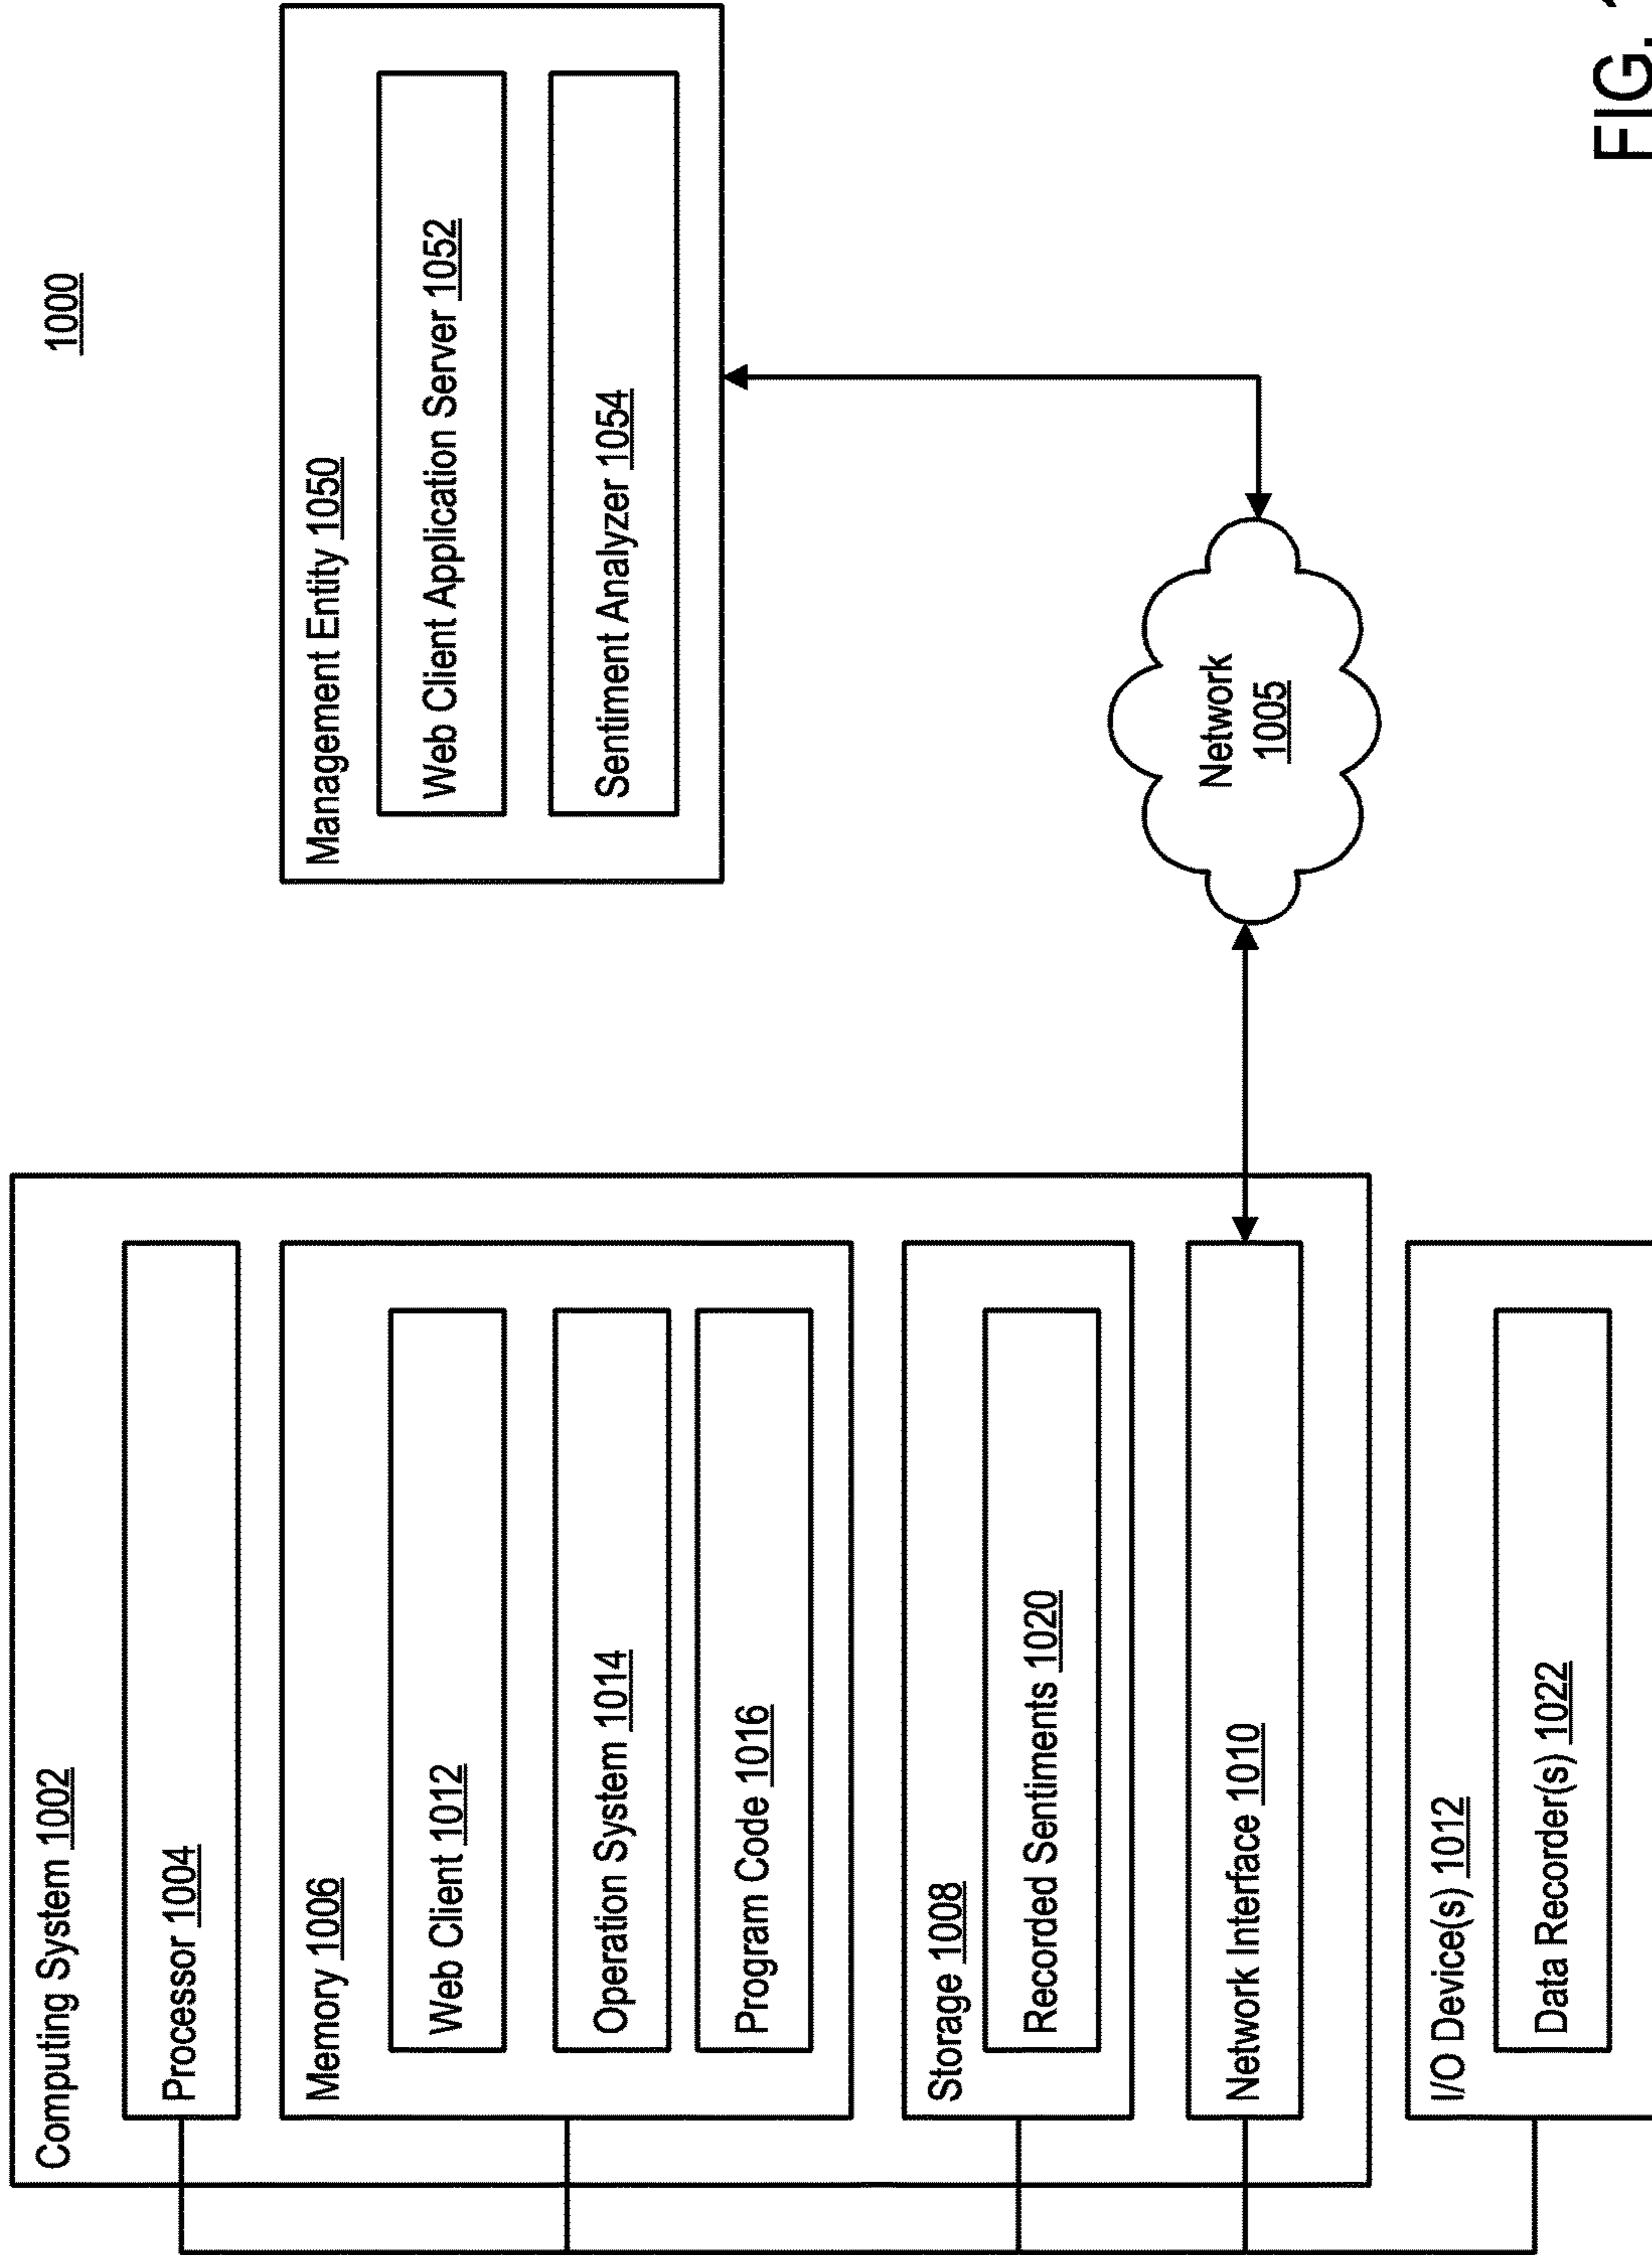 1000
Computing System 1002
Processor 1004
Memory 1006
Web Client 1012
Operation System 1014
Program Code 1016
Storage 1008
Recorded Sentiments 1020
Network Interface 1010
I/O Device(s) 1012
Data Recorder(s) 1022
Management Entity 1050
Web Client Application Server 1052
Sentiment Analyzer 1054
Network
1005
FIG.